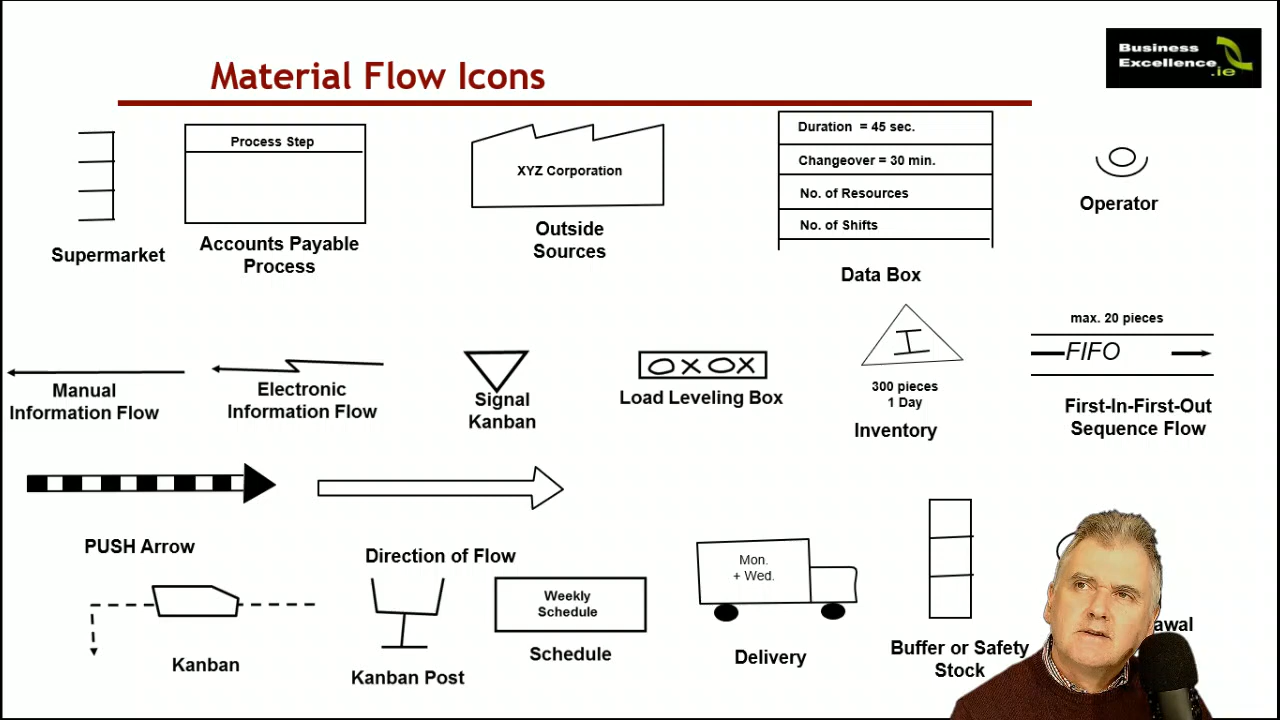 Material Flow Icons
Business
Excellence
.ie
Process Step
XYZ Corporation
Duration = 45 sec.
Changeover = 30 min.
No. of Resources
No. of Shifts
Supermarket
Accounts Payable
Process
Outside
Sources
Data Box
Operator
max. 20 pieces
FIFO
I
300 pieces
1 Day
Manual
Information Flow
Electronic
Information Flow
Signal
Kanban
OXOX
Load Leveling Box
Inventory
First-In-First-Out
Sequence Flow
PUSH Arrow
Direction of Flow
Mon.
+ Wed.
Weekly
Schedule
Kanban
Kanban Post
Schedule
Delivery
Buffer or Safety
Stock